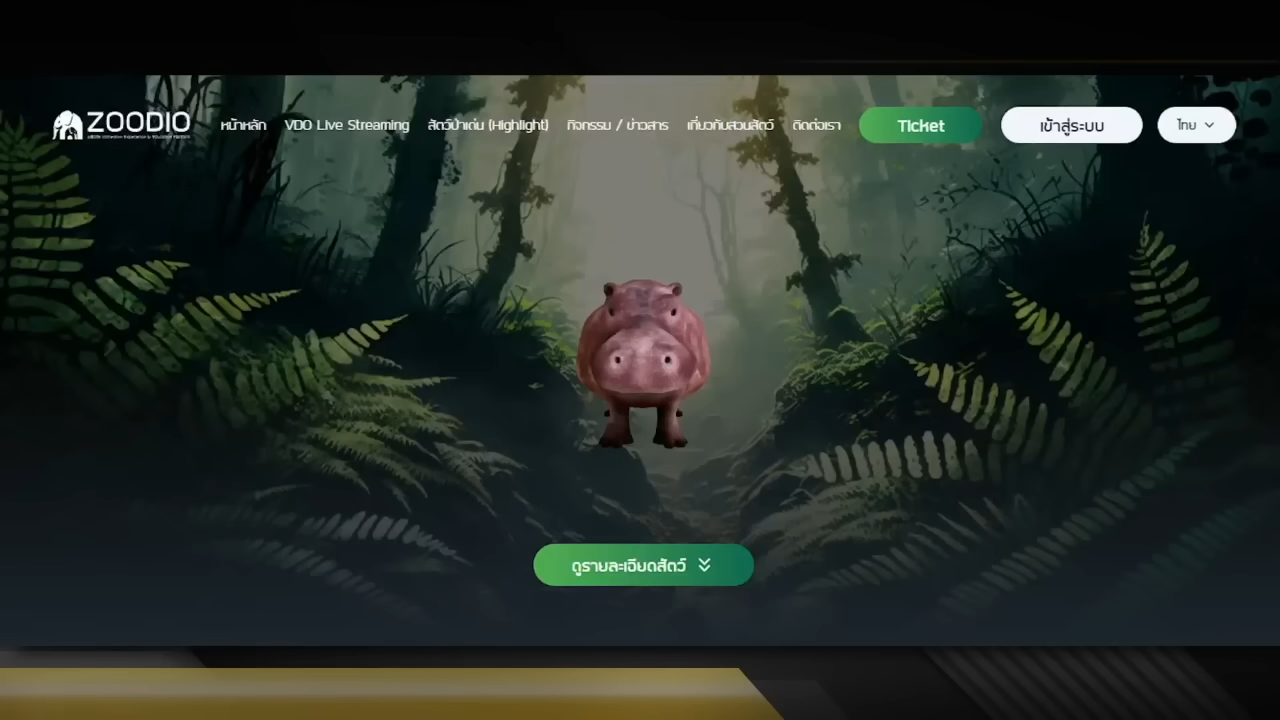 ZOODIO
หน้าหลัก
VDO Live Streaming
สัตว์ป่าเด่น (Highlight)
กิจกรรม / ข่าวสาร
เกี่ยวกับสวนสัตว์
ติดต่อเรา
Ticket
เข้าสู่ระบบ
ไทย
ดูรายละเอียดสัตว์